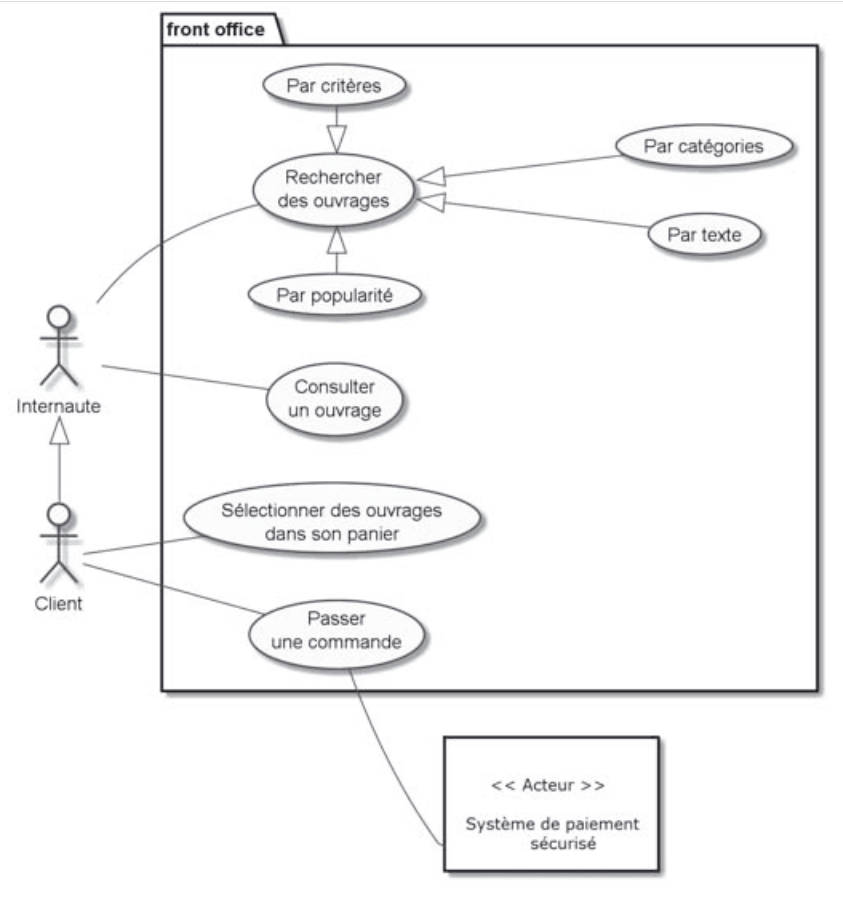 front office
Par critères
Par catégories
Rechercher
des ouvrages
Par texte
Par popularité
Internaute
Consulter
un ouvrage
Sélectionner des ouvrages
dans son panier
Client
Passer
une commande
<< Acteur >>
Système de paiement
sécurisé